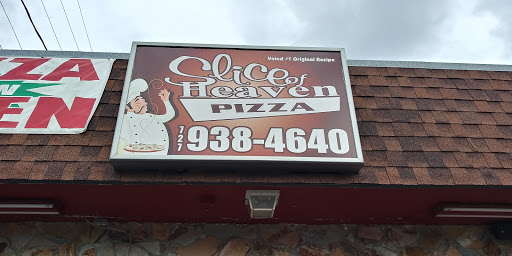 ZZA
EN
Voted #1 Original Recipe
Slice of
Heaven
PIZZA
727 938-4640